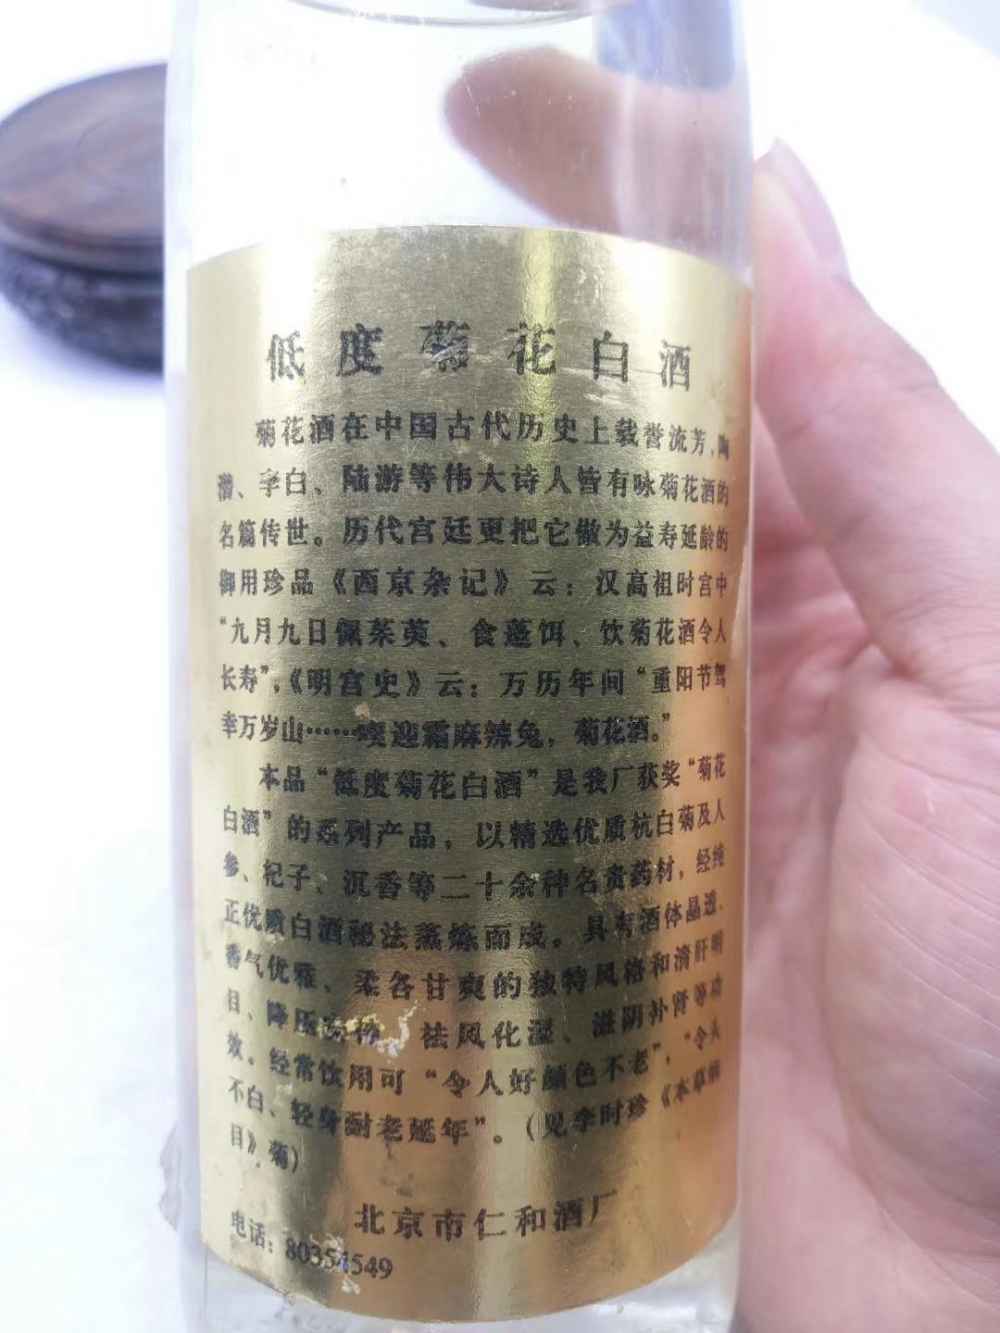 低度菊花白酒
菊花酒在中国古代历史上载誉流芳，陶
潜、李白、陆游等伟大诗人皆有咏菊花酒的
名篇传世。历代宫廷更把它做为益寿延龄的
御用珍品《西京杂记》云：汉高祖时宫中
“九月九日佩茱萸、食蓬饵、饮菊花酒令人
长寿”，《明宫史》云：万历年间“重阳节驾
幸万岁山……喫迎霜麻辣兔，菊花酒。”
本品“低度菊花白酒”是我厂获奖“菊花
白酒”的系列产品，以精选优质杭白菊及人
参、杞子、沉香等二十余种名贵药材，经纯
正优质白酒秘法蒸炼而成。具有酒体晶透、
香气优雅、柔各甘爽的独特风格和清肝明
目、降压 祛风化湿、滋阴补肾等功
效。经常饮用可“令人好颜色不老”，“令头
不白、轻身耐老延年”。（见李时珍《本草纲
目》菊）
北京市仁和酒厂
电话：80354549